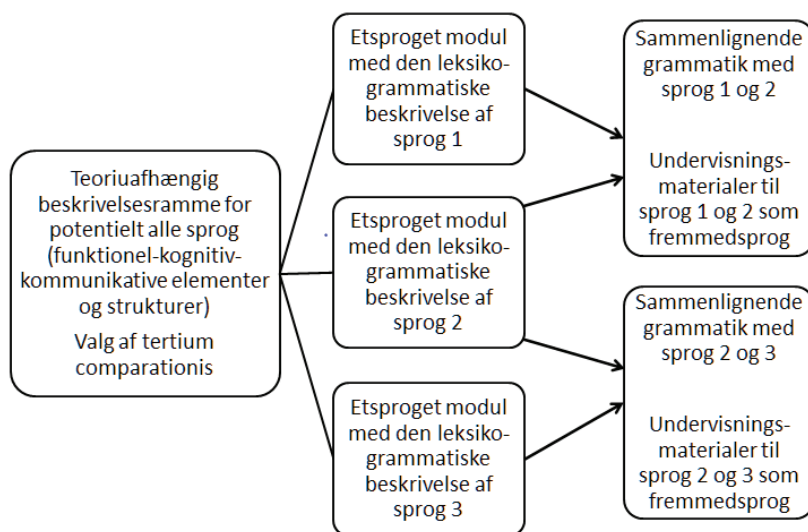 Teoriuafhængig
beskrivelsesramme for
potentielt alle sprog
(funktionel-kognitiv-
kommunikative elementer
og strukturer)
Valg af tertium
comparationis
Etsproget modul
med den leksiko-
grammatiske
beskrivelse af
sprog 1
Etsproget modul
med den leksiko-
grammatiske
beskrivelse af
sprog 2
Etsproget modul
med den leksiko-
grammatiske
beskrivelse af
sprog 3
Sammenlignende
grammatik med
sprog 1 og 2
Undervisnings-
materialer til
sprog 1 og 2 som
fremmedsprog
Sammenlignende
grammatik med
sprog 2 og 3
Undervisnings-
materialer til
sprog 2 og 3 som
fremmedsprog